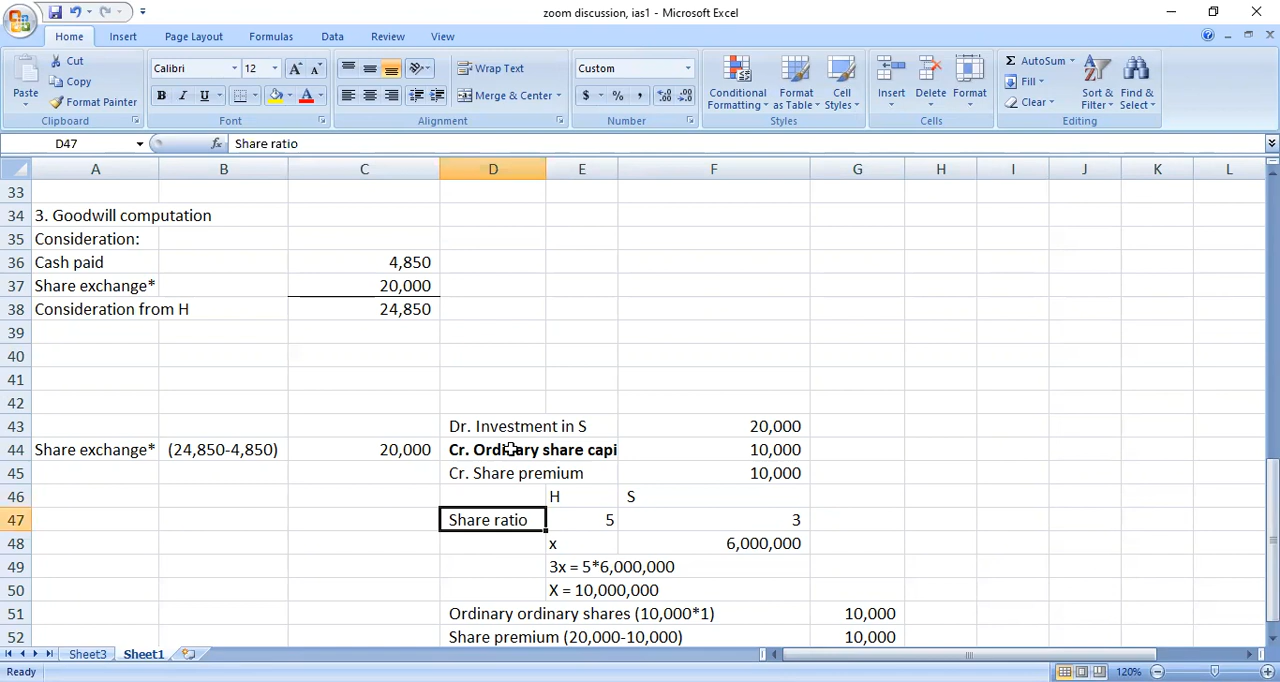 zoom discussion, ias1 - Microsoft Excel
Home Insert Page Layout Formulas Data Review View
Paste Cut Copy Format Painter Clipboard
Calibri 12 A A B I U A Font
Wrap Text Merge & Center Alignment
Custom $ % , .0 .00 .00 .0 Number
Conditional Formatting Format as Table Cell Styles Styles
Insert Delete Format Cells
Σ AutoSum Fill Clear Sort & Filter Find & Select Editing
D47 fx Share ratio
A B C D E F G H I J K L
33
34 3. Goodwill computation
35 Consideration:
36 Cash paid 4,850
37 Share exchange* 20,000
38 Consideration from H 24,850
39
40
41
42
43 Dr. Investment in S 20,000
44 Share exchange* (24,850-4,850) 20,000 Cr. Ordinary share capi 10,000
45 Cr. Share premium 10,000
46 H S
47 Share ratio 5 3
48 x 6,000,000
49 3x = 5*6,000,000
50 X = 10,000,000
51 Ordinary ordinary shares (10,000*1) 10,000
52 Share premium (20,000-10,000) 10,000
Sheet3 Sheet1
Ready 120%